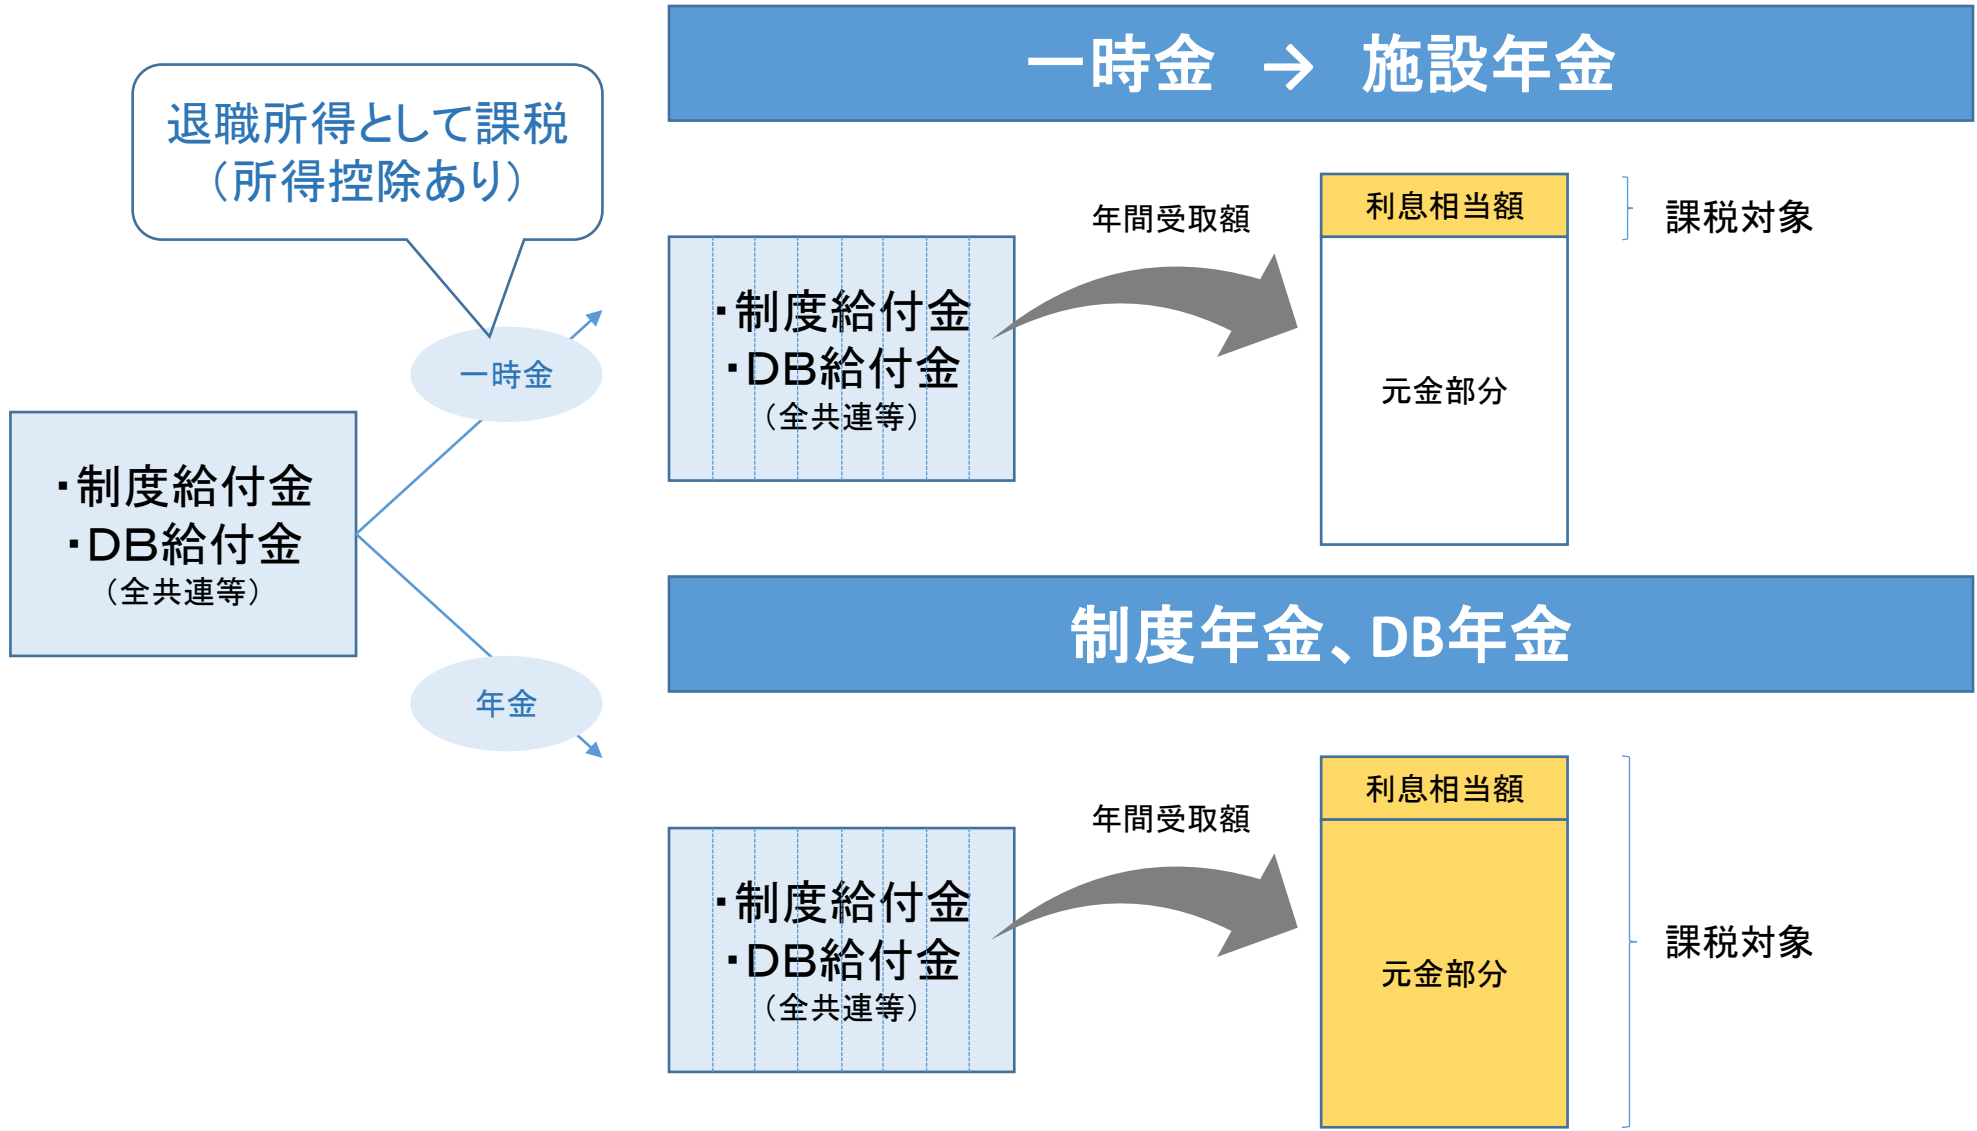 一時金 → 施設年金
退職所得として課税
（所得控除あり）
年間受取額
利息相当額
課税対象
・制度給付金
・ＤＢ給付金
（全共連等）
元金部分
一時金
・制度給付金
・ＤＢ給付金
（全共連等）
年金
制度年金、DB年金
年間受取額
利息相当額
課税対象
・制度給付金
・ＤＢ給付金
（全共連等）
元金部分